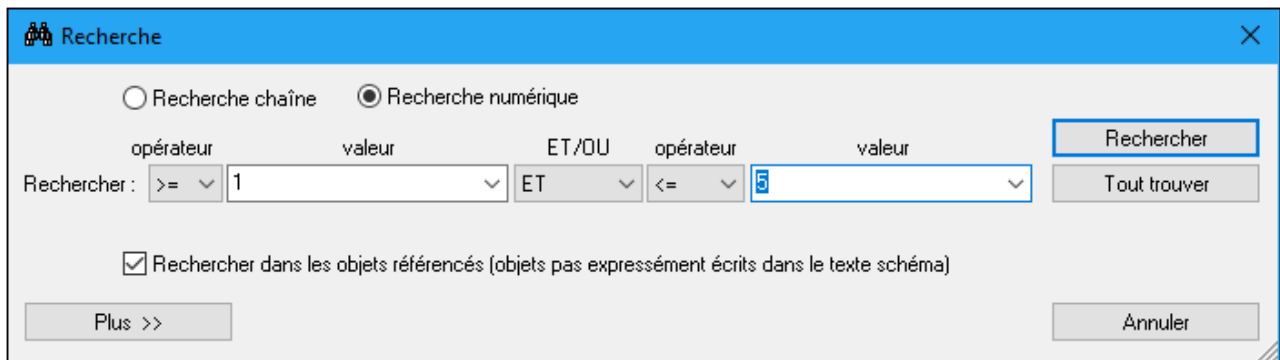 Recherche
Recherche chaîne Recherche numérique
opérateur valeur ET/OU opérateur valeur Rechercher
Rechercher : >= 1 ET <= 5 Tout trouver
Rechercher dans les objets référencés (objets pas expressément écrits dans le texte schéma)
Plus >> Annuler